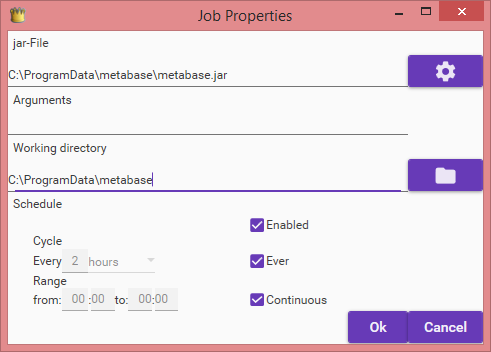 Job Properties
jar-File
C:\ProgramData\metabase\metabase.jar
Arguments
Working directory
C:\ProgramData\metabase
Schedule
Enabled
Cycle
Every 2 hours
Ever
Range
from: 00 :00 to: 00:00
Continuous
Ok Cancel